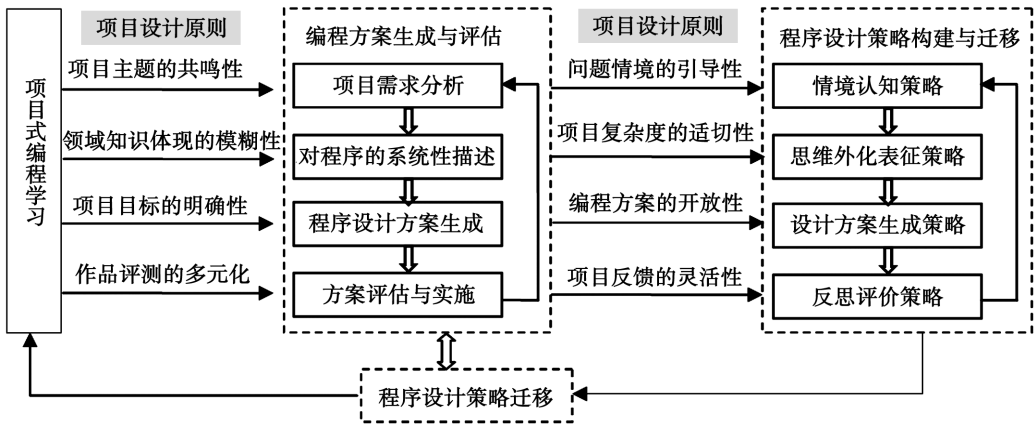 项目式编程学习
项目设计原则
项目主题的共鸣性
领域知识体现的模糊性
项目目标的明确性
作品评测的多元化
编程方案生成与评估
项目需求分析
对程序的系统性描述
程序设计方案生成
方案评估与实施
项目设计原则
问题情境的引导性
项目复杂度的适切性
编程方案的开放性
项目反馈的灵活性
程序设计策略构建与迁移
情境认知策略
思维外化表征策略
设计方案生成策略
反思评价策略
程序设计策略迁移